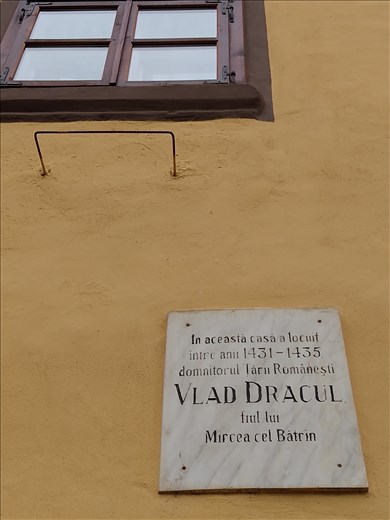 In această casă a locuit
între anii 1431-1435
domnitorul Țării Românești
VLAD DRACUL
fiul lui
Mircea cel Bătrîn